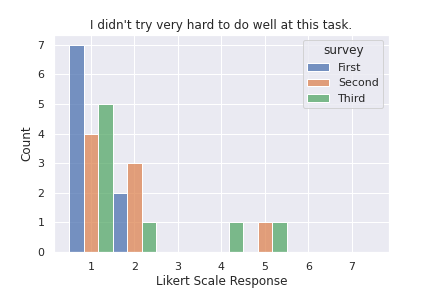 I didn't try very hard to do well at this task.
survey
First
Second
Third
7
6
5
4
3
2
1
0
Count
1 2 3 4 5 6 7
Likert Scale Response